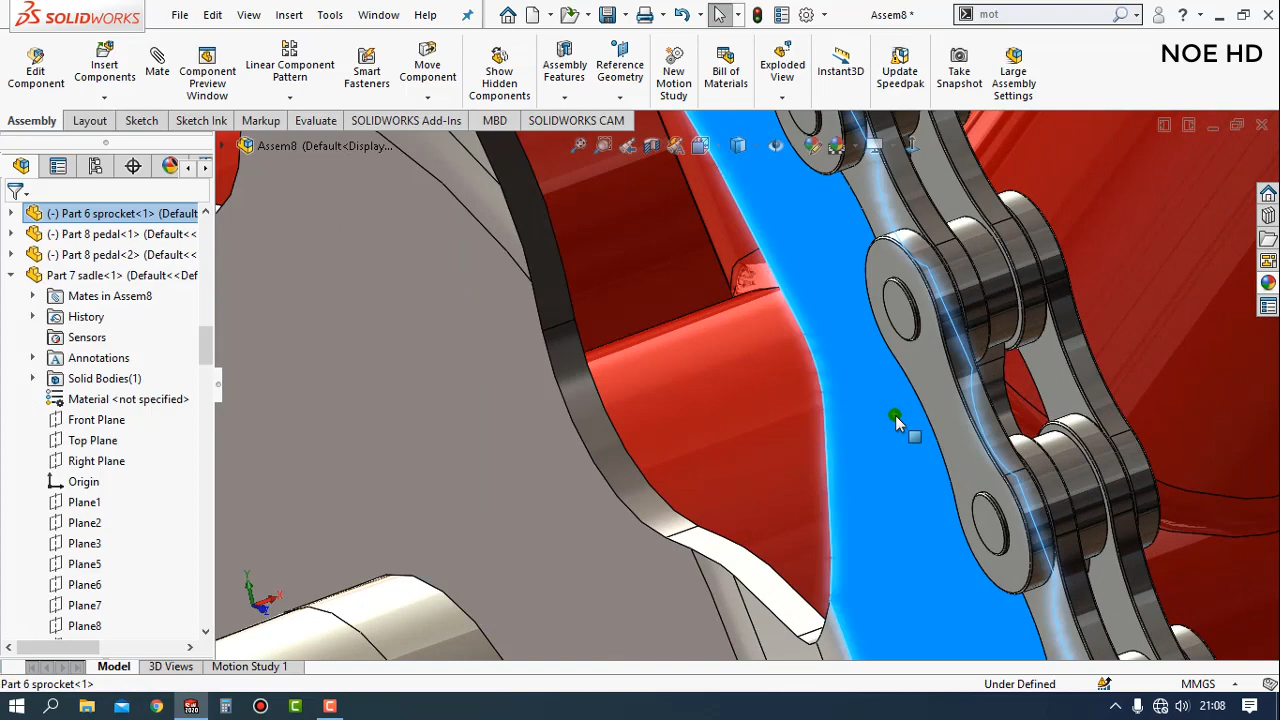 SOLIDWORKS
File
Edit
View
Insert
Tools
Window
Help
Assem8 *
mot
Edit Component
Insert Components
Mate
Component Preview Window
Linear Component Pattern
Smart Fasteners
Move Component
Show Hidden Components
Assembly Features
Reference Geometry
New Motion Study
Bill of Materials
Exploded View
Instant3D
Update Speedpak
Take Snapshot
Large Assembly Settings
NOE HD
Assembly
Layout
Sketch
Sketch Ink
Markup
Evaluate
SOLIDWORKS Add-Ins
MBD
SOLIDWORKS CAM
Assem8 (Default<Display...
(-) Part 6 sprocket<1> (Default
(-) Part 8 pedal<1> (Default<<
(-) Part 8 pedal<2> (Default<<
Part 7 sadle<1> (Default<<Def
Mates in Assem8
History
Sensors
Annotations
Solid Bodies(1)
Material <not specified>
Front Plane
Top Plane
Right Plane
Origin
Plane1
Plane2
Plane3
Plane5
Plane6
Plane7
Plane8
Y
X
Z
Model
3D Views
Motion Study 1
Part 6 sprocket<1>
Under Defined
MMGS
21:08